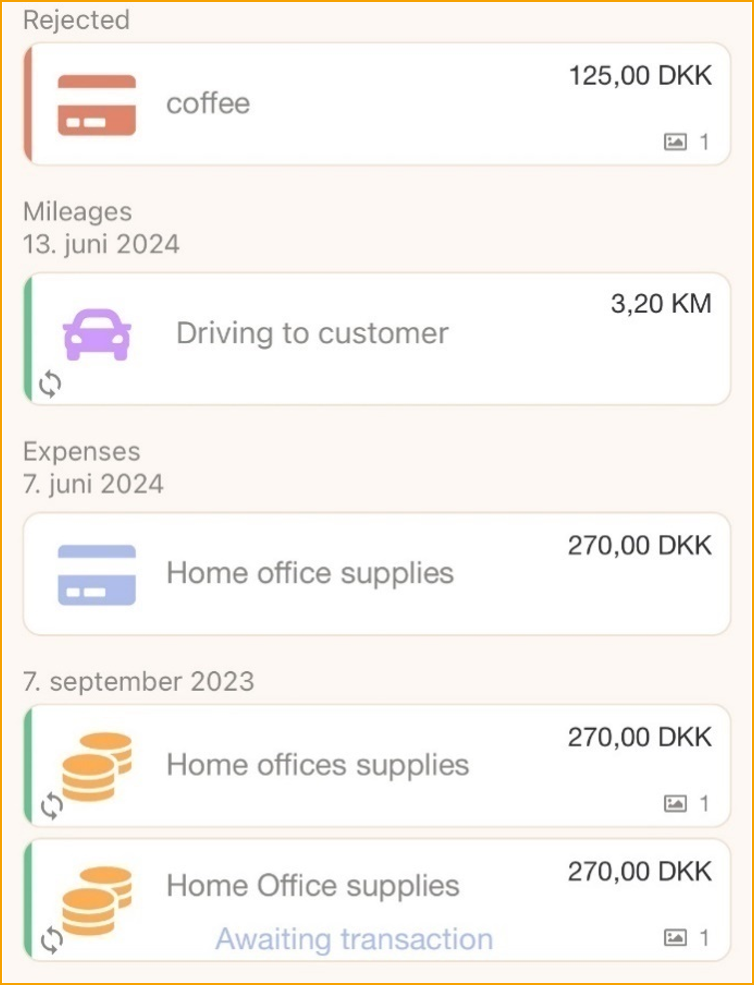 Rejected
125,00 DKK
coffee
1
Mileages
13. juni 2024
3,20 KM
Driving to customer
Expenses
7. juni 2024
270,00 DKK
Home office supplies
7. september 2023
270,00 DKK
Home offices supplies
1
270,00 DKK
Home Office supplies
Awaiting transaction
1